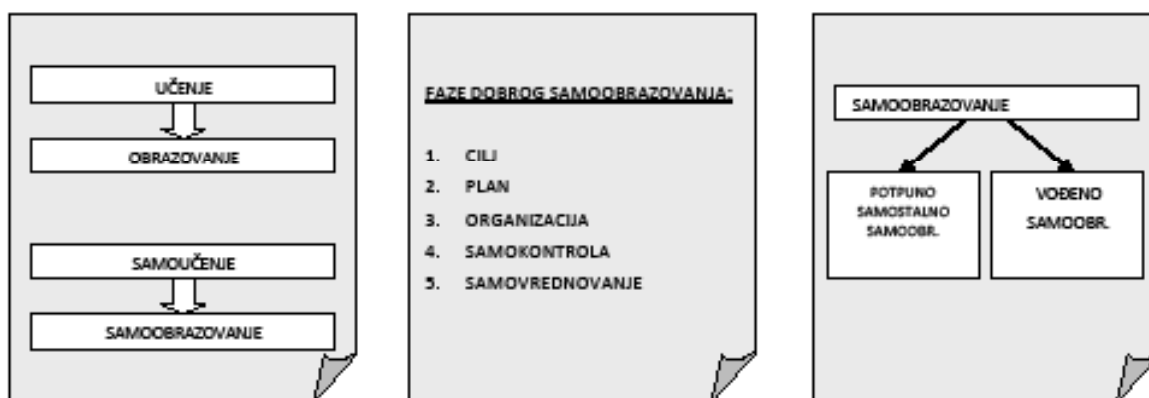 UČENJE
OBRAZOVANJE
SAMOUČENJE
SAMOOBRAZOVANJE
FAZE DOBROG SAMOOBRAZOVANJA:
1. CILJ
2. PLAN
3. ORGANIZACIJA
4. SAMOKONTROLA
5. SAMOVREDNOVANJE
SAMOOBRAZOVANJE
POTPUNO
SAMOSTALNO
SAMOOBR.
VOĐENO
SAMOOBR.